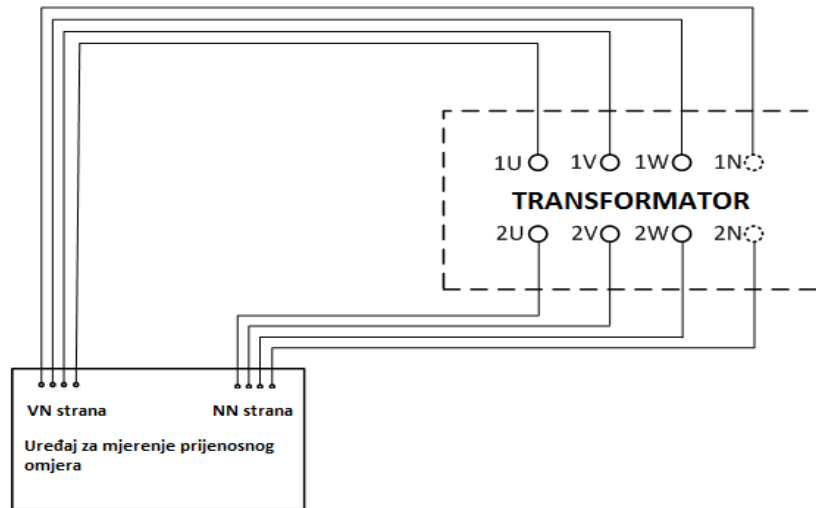 1U 1V 1W 1N
TRANSFORMATOR
2U 2V 2W 2N
VN strana NN strana
Uređaj za mjerenje prijenosnog
omjera